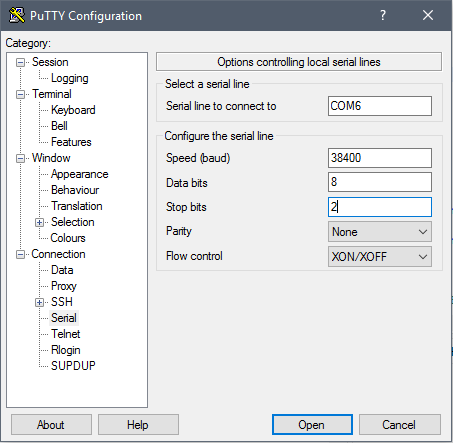 PuTTY Configuration
?
Category:
Session
Logging
Terminal
Keyboard
Bell
Features
Window
Appearance
Behaviour
Translation
Selection
Colours
Connection
Data
Proxy
SSH
Serial
Telnet
Rlogin
SUPDUP
Options controlling local serial lines
Select a serial line
Serial line to connect to COM6
Configure the serial line
Speed (baud) 38400
Data bits 8
Stop bits 2
Parity None
Flow control XON/XOFF
About Help Open Cancel